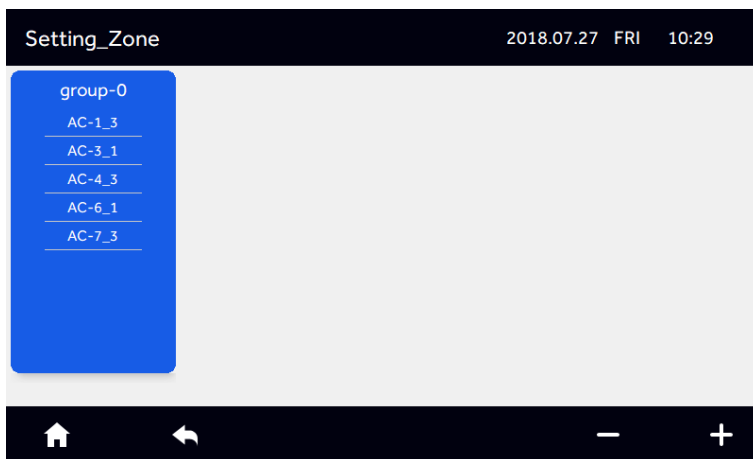 Setting_Zone 2018.07.27 FRI 10:29
group-0
AC-1_3
AC-3_1
AC-4_3
AC-6_1
AC-7_3